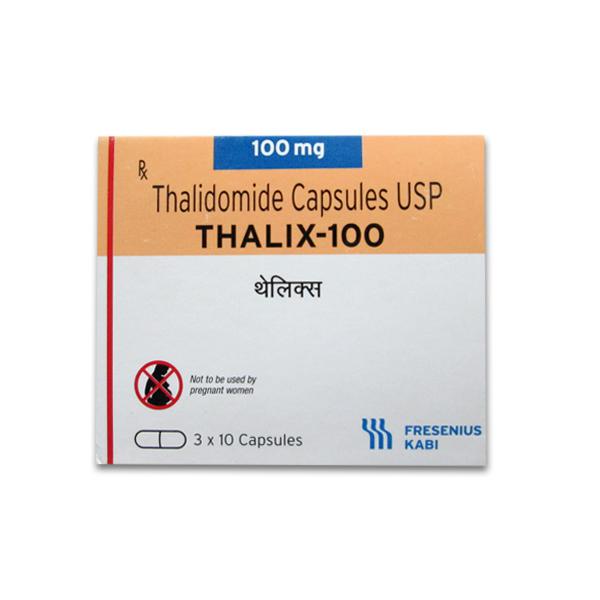 100 mg
Rx
Thalidomide Capsules USP
THALIX-100
थेलिक्स
Not to be used by
pregnant women
3 x 10 Capsules
FRESENIUS
KABI